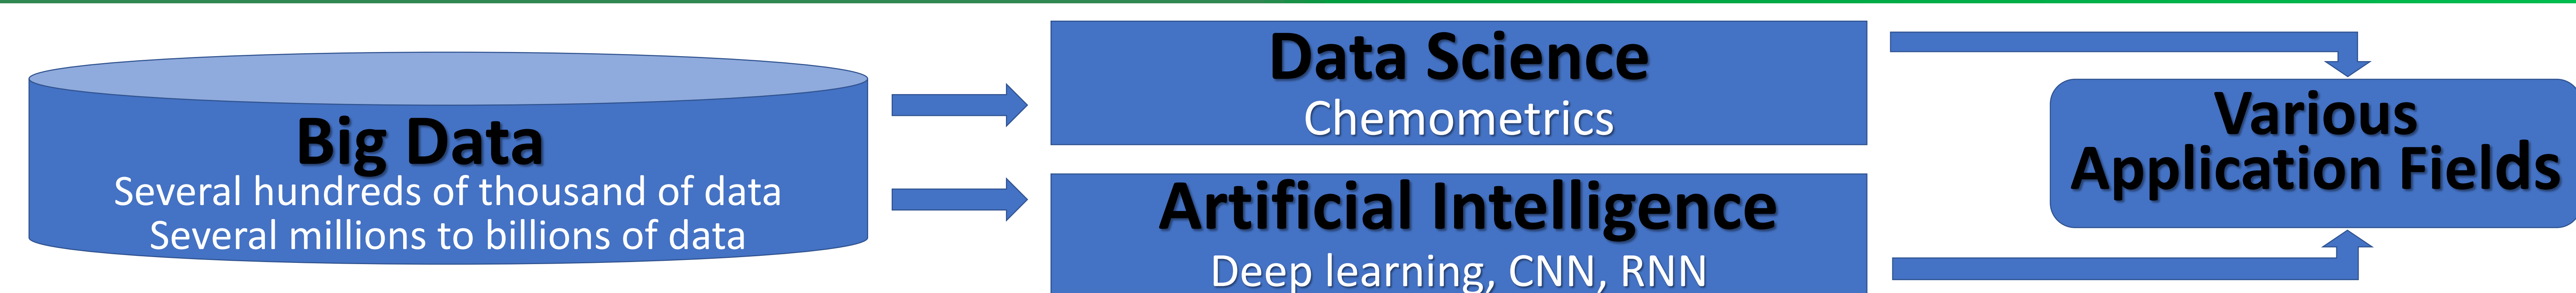 Big Data
Several hundreds of thousand of data
Several millions to billions of data
Data Science
Chemometrics
Artificial Intelligence
Deep learning, CNN, RNN
Various
Application Fields